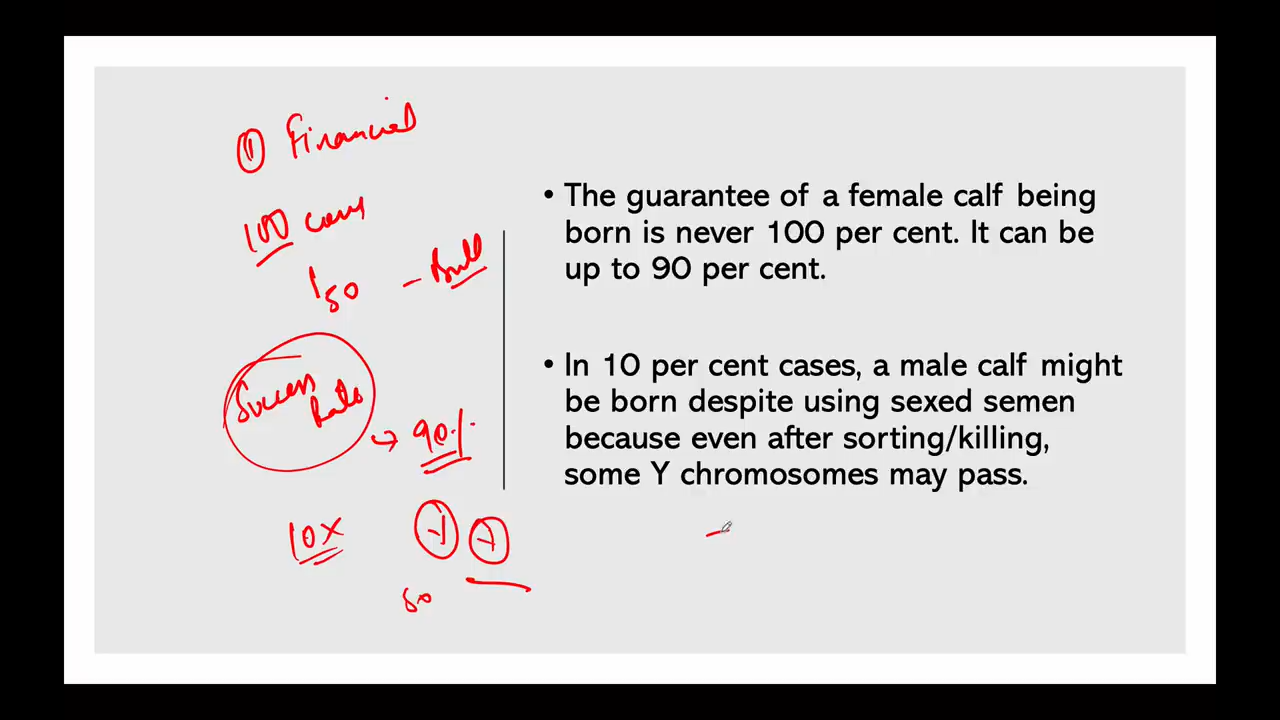 ① Financial
100 cows
50 - Bull
Success
Rate
→ 90%
10x
50
• The guarantee of a female calf being
born is never 100 per cent. It can be
up to 90 per cent.
• In 10 per cent cases, a male calf might
be born despite using sexed semen
because even after sorting/killing,
some Y chromosomes may pass.